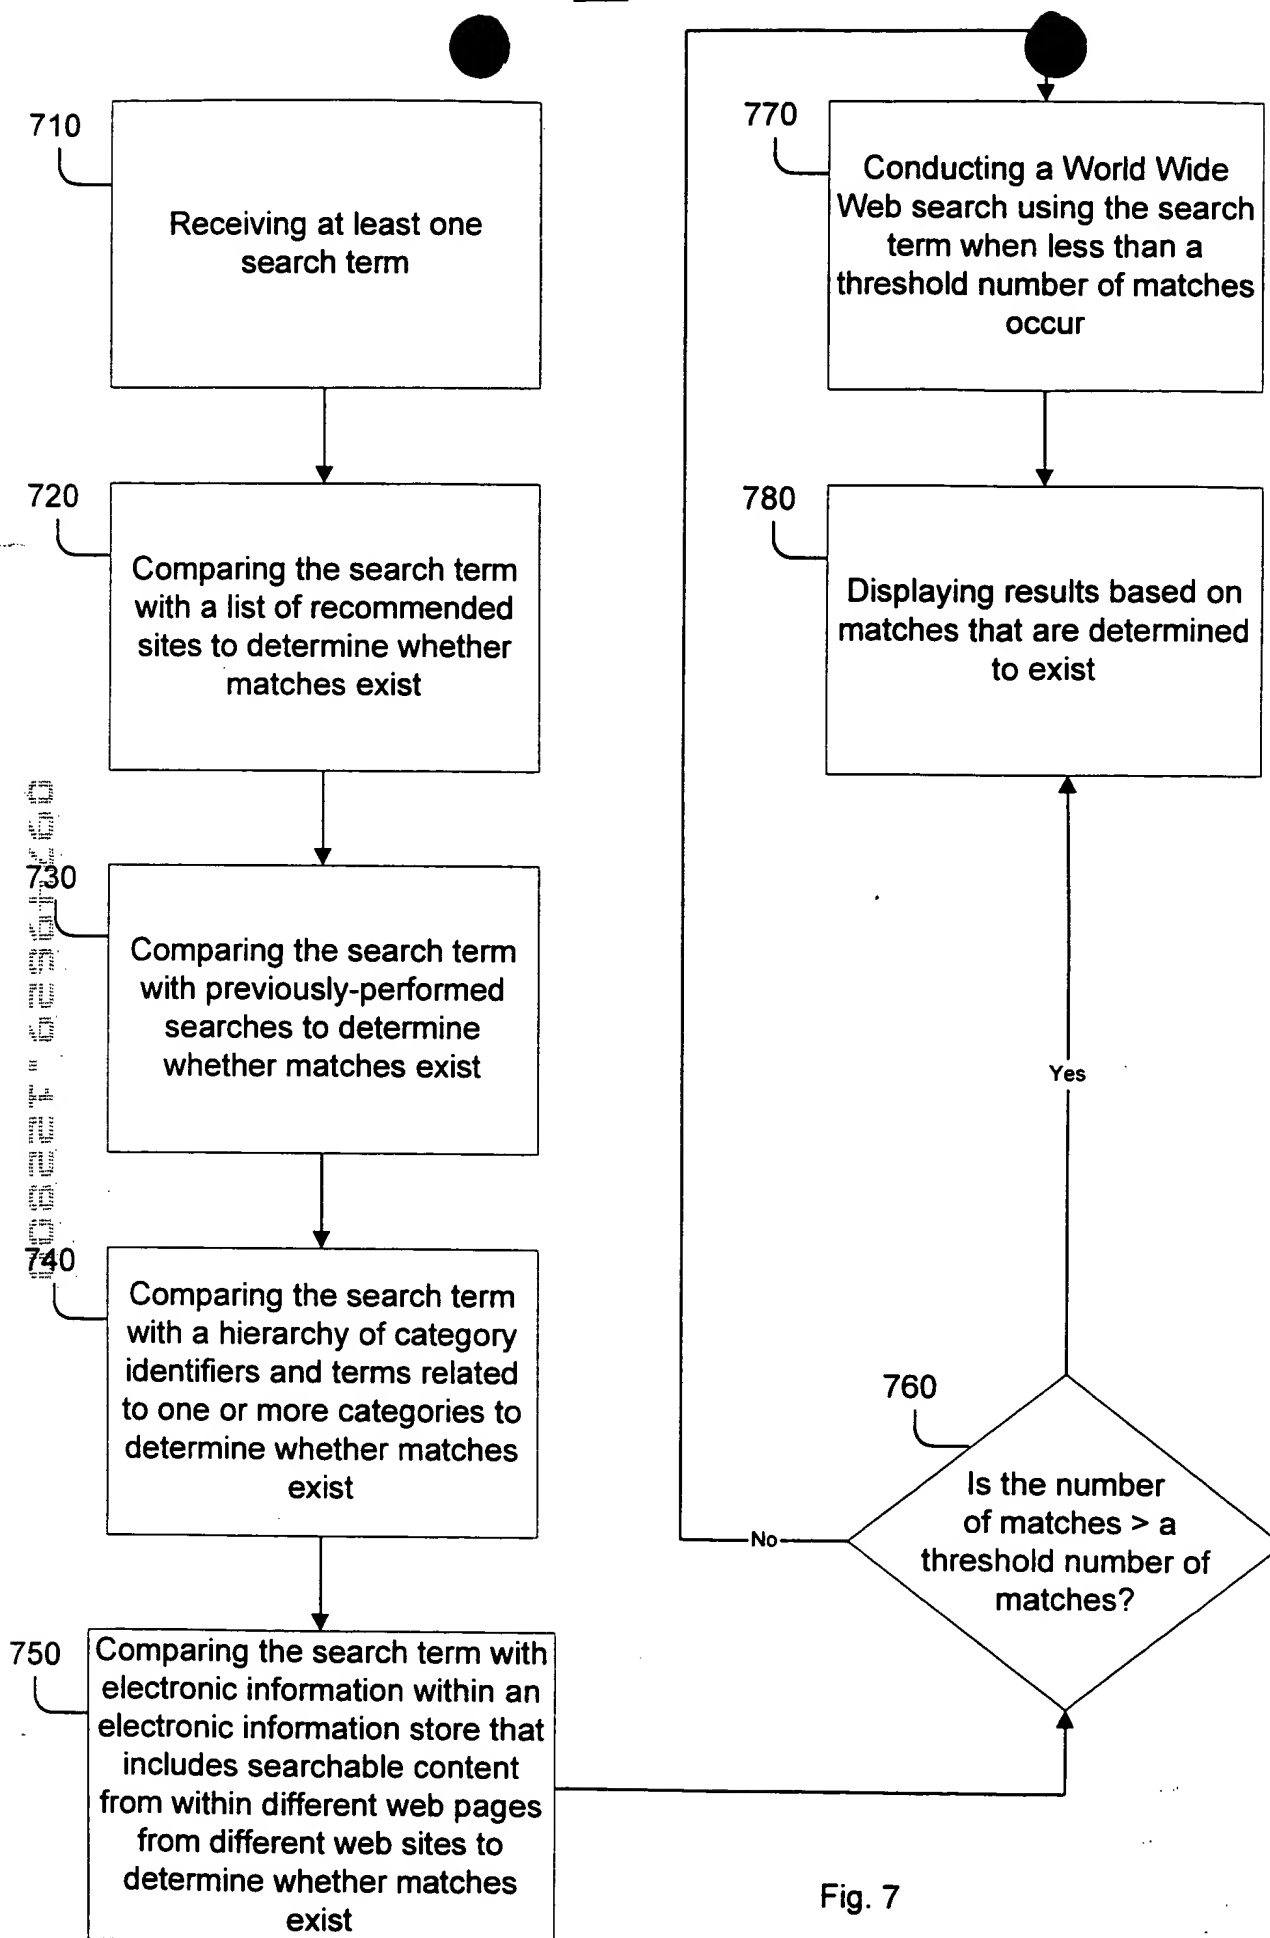 710
Receiving at least one
search term
720
Comparing the search term
with a list of recommended
sites to determine whether
matches exist
730
Comparing the search term
with previously-performed
searches to determine
whether matches exist
740
Comparing the search term
with a hierarchy of category
identifiers and terms related
to one or more categories to
determine whether matches
exist
750
Comparing the search term with
electronic information within an
electronic information store that
includes searchable content
from within different web pages
from different web sites to
determine whether matches
exist
760
Is the number
of matches > a
threshold number of
matches?
No
Yes
770
Conducting a World Wide
Web search using the search
term when less than a
threshold number of matches
occur
780
Displaying results based on
matches that are determined
to exist
Fig. 7